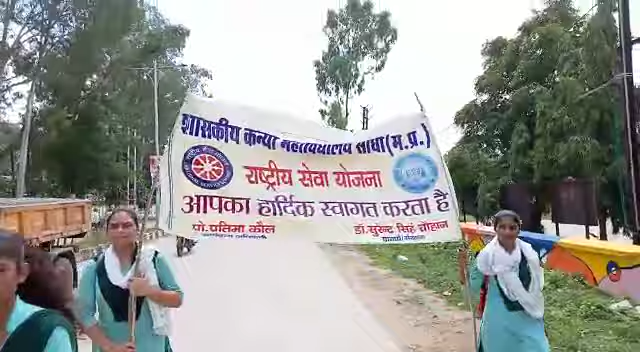 शासकीय कन्या महाविद्यालय सीधी (म.प्र.)
राष्ट्रीय सेवा योजना
आपका हार्दिक स्वागत करता है
प्रो. प्रतिमा कौल
डॉ. सुरेन्द्र सिंह चौहान